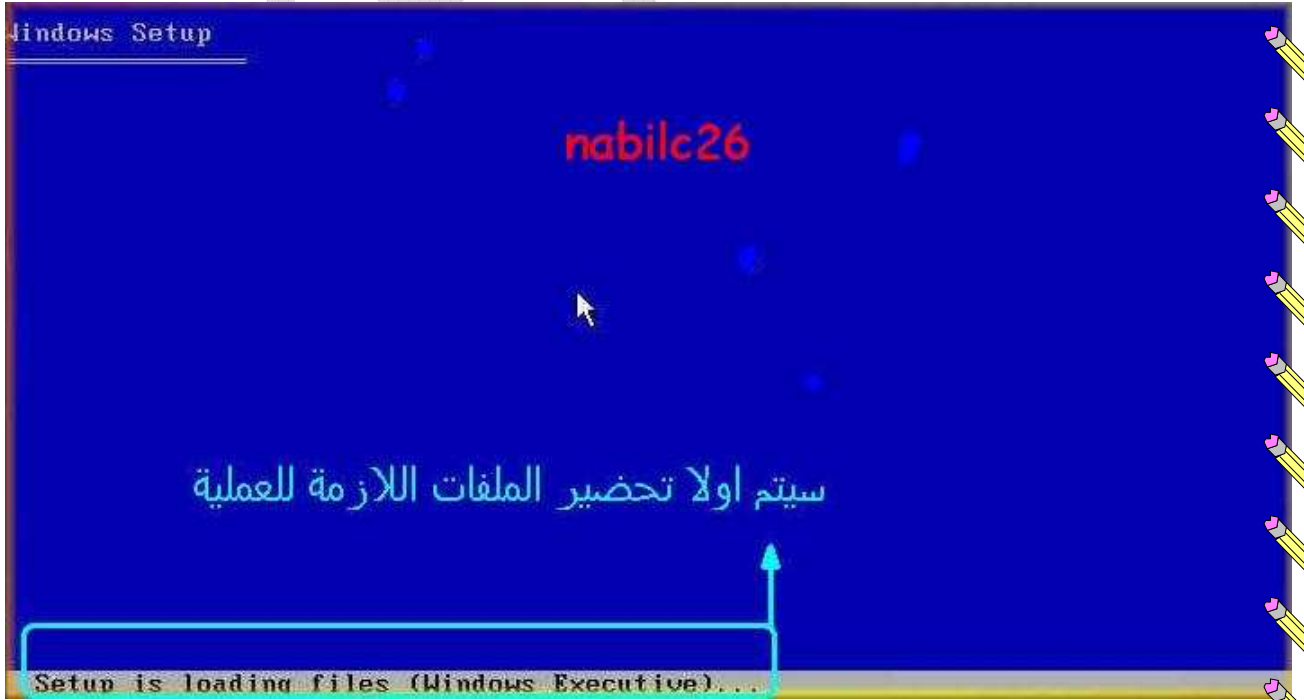 Windows Setup
nabilc26
سيتم اولا تحضير الملفات اللازمة للعملية
Setup is loading files (Windows Executive)...